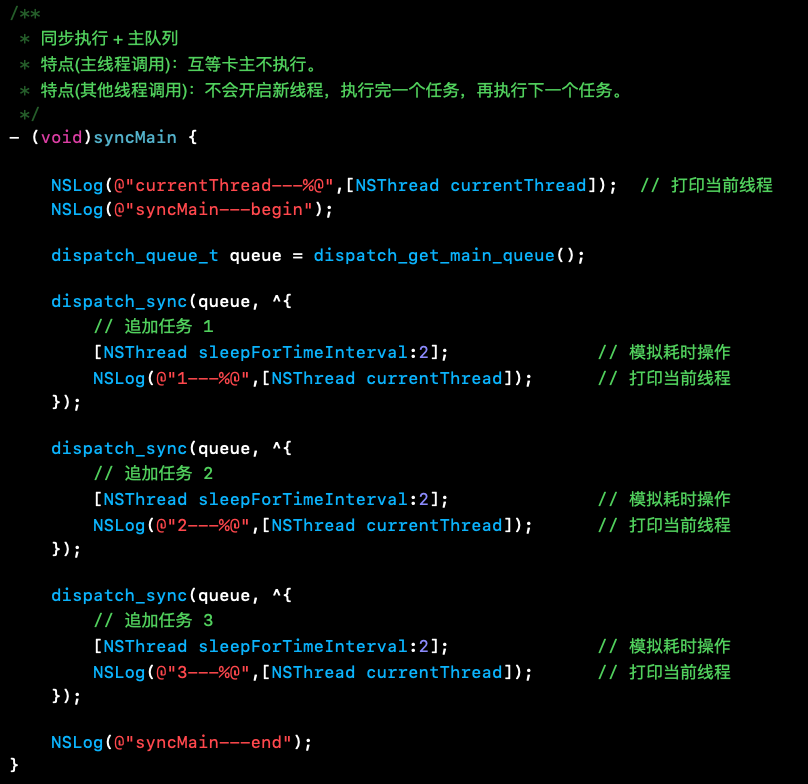 /**
 * 同步执行 + 主队列
 * 特点(主线程调用)：互等卡主不执行。
 * 特点(其他线程调用)：不会开启新线程，执行完一个任务，再执行下一个任务。
 */
- (void)syncMain {
    NSLog(@"currentThread---%@",[NSThread currentThread]);  // 打印当前线程
    NSLog(@"syncMain---begin");
    dispatch_queue_t queue = dispatch_get_main_queue();
    dispatch_sync(queue, ^{
        // 追加任务 1
        [NSThread sleepForTimeInterval:2];              // 模拟耗时操作
        NSLog(@"1---%@",[NSThread currentThread]);      // 打印当前线程
    });
    dispatch_sync(queue, ^{
        // 追加任务 2
        [NSThread sleepForTimeInterval:2];              // 模拟耗时操作
        NSLog(@"2---%@",[NSThread currentThread]);      // 打印当前线程
    });
    dispatch_sync(queue, ^{
        // 追加任务 3
        [NSThread sleepForTimeInterval:2];              // 模拟耗时操作
        NSLog(@"3---%@",[NSThread currentThread]);      // 打印当前线程
    });
    NSLog(@"syncMain---end");
}